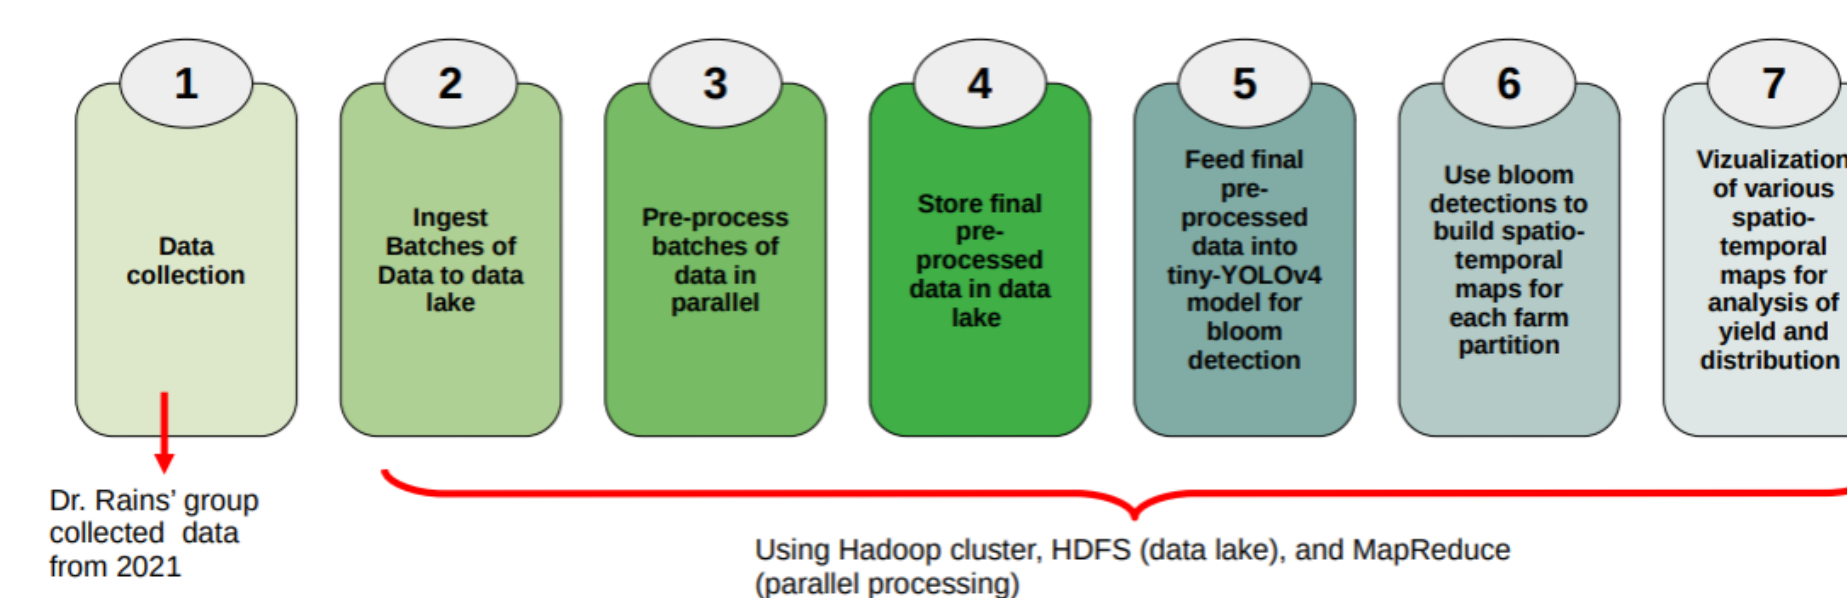 1
Data
collection
2
Ingest
Batches of
Data to data
lake
3
Pre-process
batches of
data in
parallel
4
Store final
pre-
processed
data in data
lake
5
Feed final
pre-
processed
data into
tiny-YOLOv4
model for
bloom
detection
6
Use bloom
detections to
build spatio-
temporal
maps for
each farm
partition
7
Vizualization
of various
spatio-
temporal
maps for
analysis of
yield and
distribution
Dr. Rains’ group
collected data
from 2021
Using Hadoop cluster, HDFS (data lake), and MapReduce
(parallel processing)